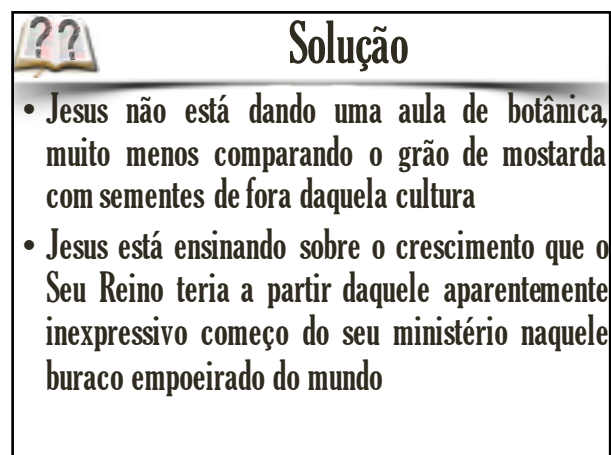 ??
Solução
• Jesus não está dando uma aula de botânica,
muito menos comparando o grão de mostarda
com sementes de fora daquela cultura
• Jesus está ensinando sobre o crescimento que o
Seu Reino teria a partir daquele aparentemente
inexpressivo começo do seu ministério naquele
buraco empoeirado do mundo